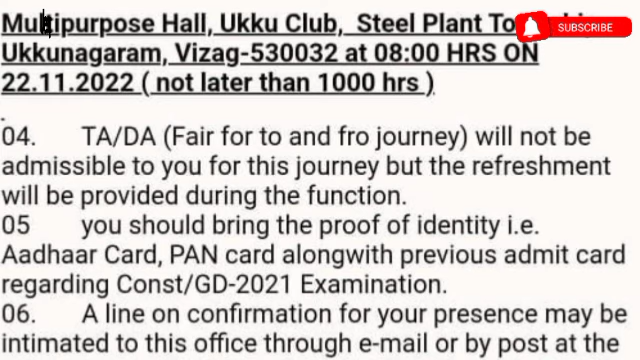 Multipurpose Hall, Ukku Club, Steel Plant
SUBSCRIBE
Ukkunagaram, Vizag-530032 at 08:00 HRS ON
22.11.2022 ( not later than 1000 hrs )
.
04. TA/DA (Fair for to and fro journey) will not be
admissible to you for this journey but the refreshment
will be provided during the function.
05 you should bring the proof of identity i.e.
Aadhaar Card, PAN card alongwith previous admit card
regarding Const/GD-2021 Examination.
06. A line on confirmation for your presence may be
intimated to this office through e-mail or by post at the